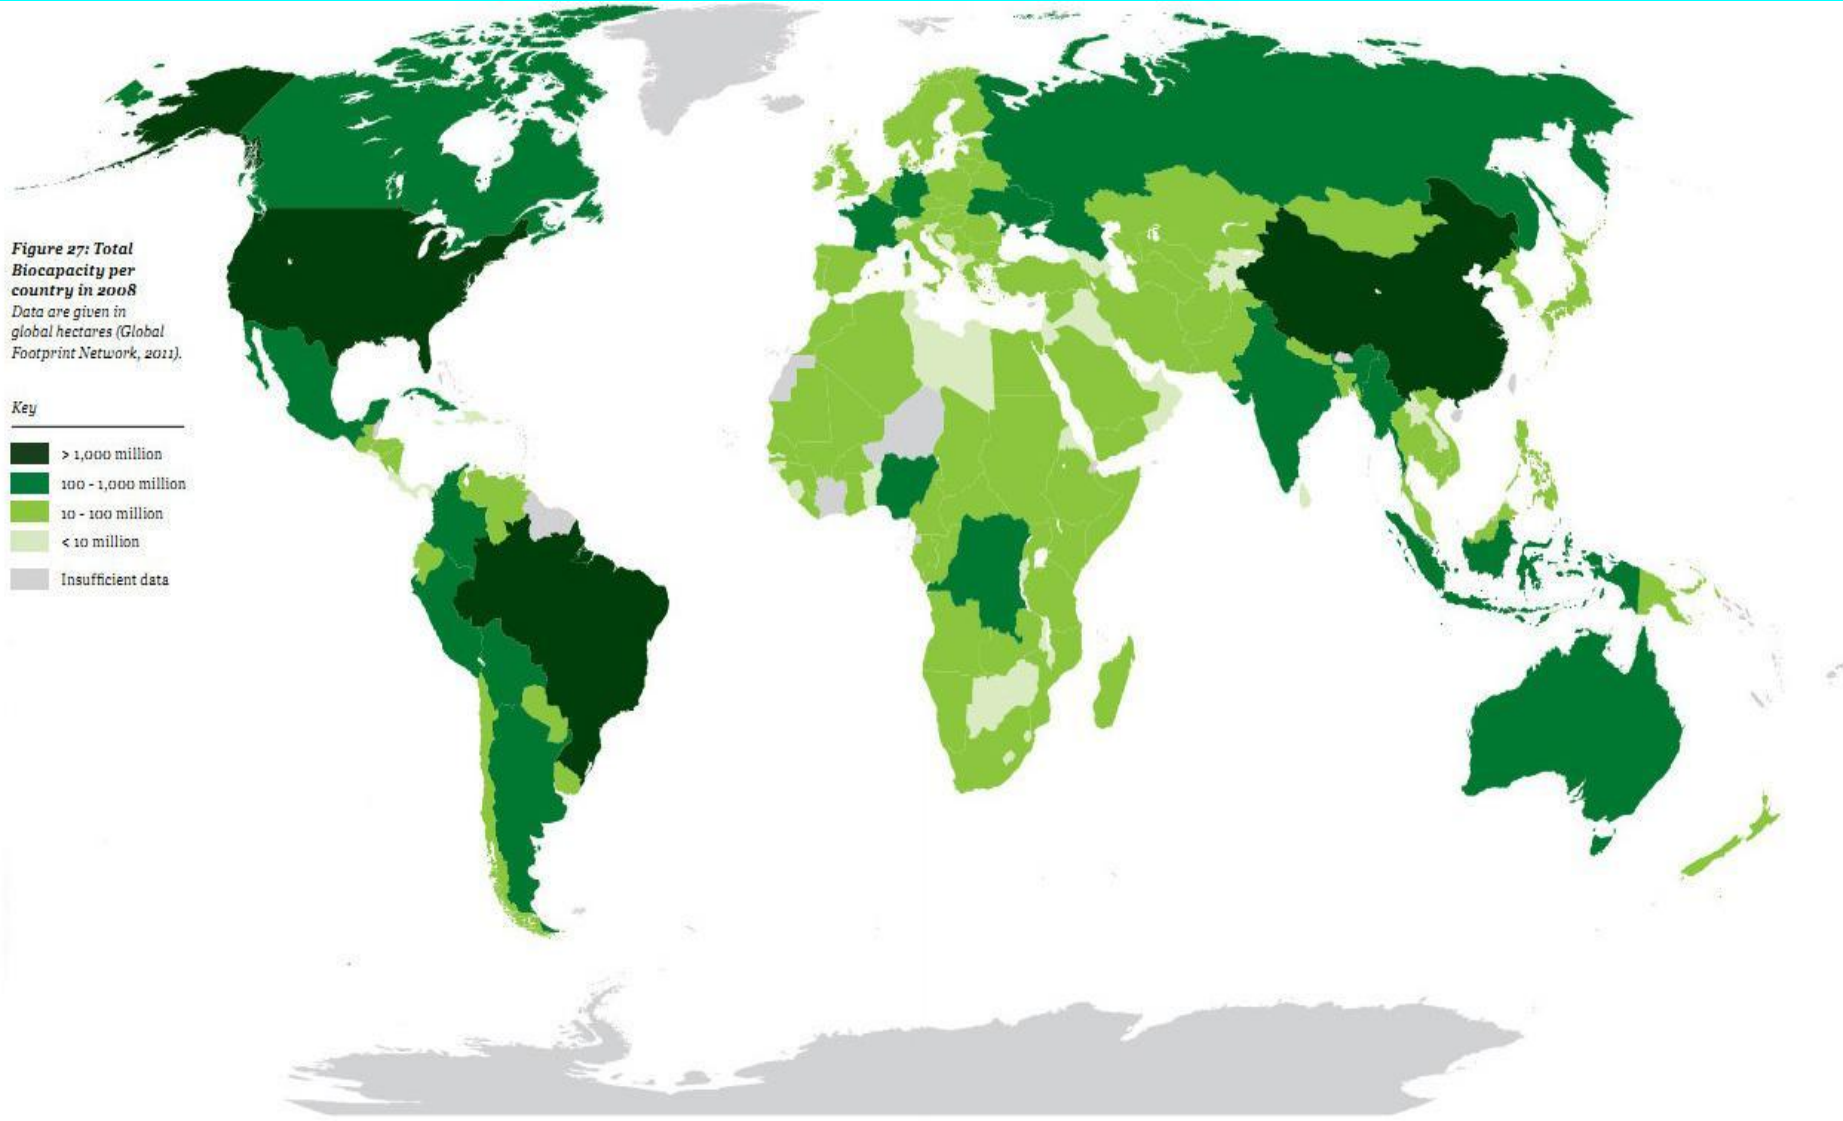 Figure 27: Total
Biocapacity per
country in 2008
Data are given in
global hectares (Global
Footprint Network, 2011).
Key
> 1,000 million
100 - 1,000 million
10 - 100 million
< 10 million
Insufficient data